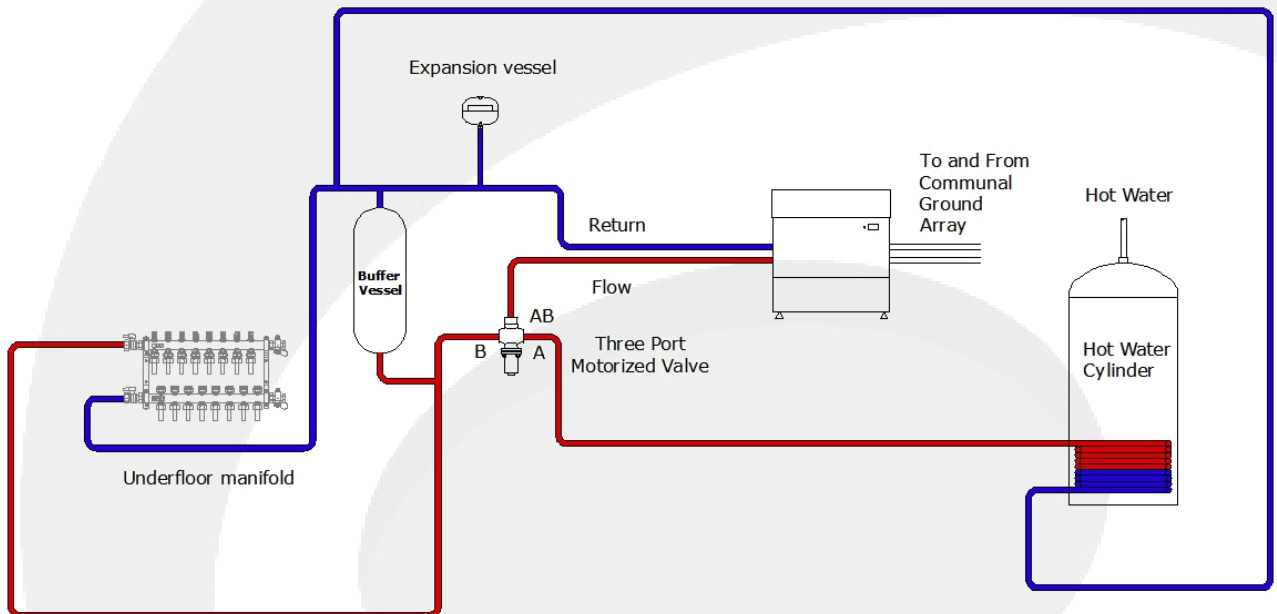 Expansion vessel
To and From
Communal
Ground
Array
Hot Water
Return
Buffer
Vessel
Flow
AB
B
A
Three Port
Motorized Valve
Hot Water
Cylinder
Underfloor manifold